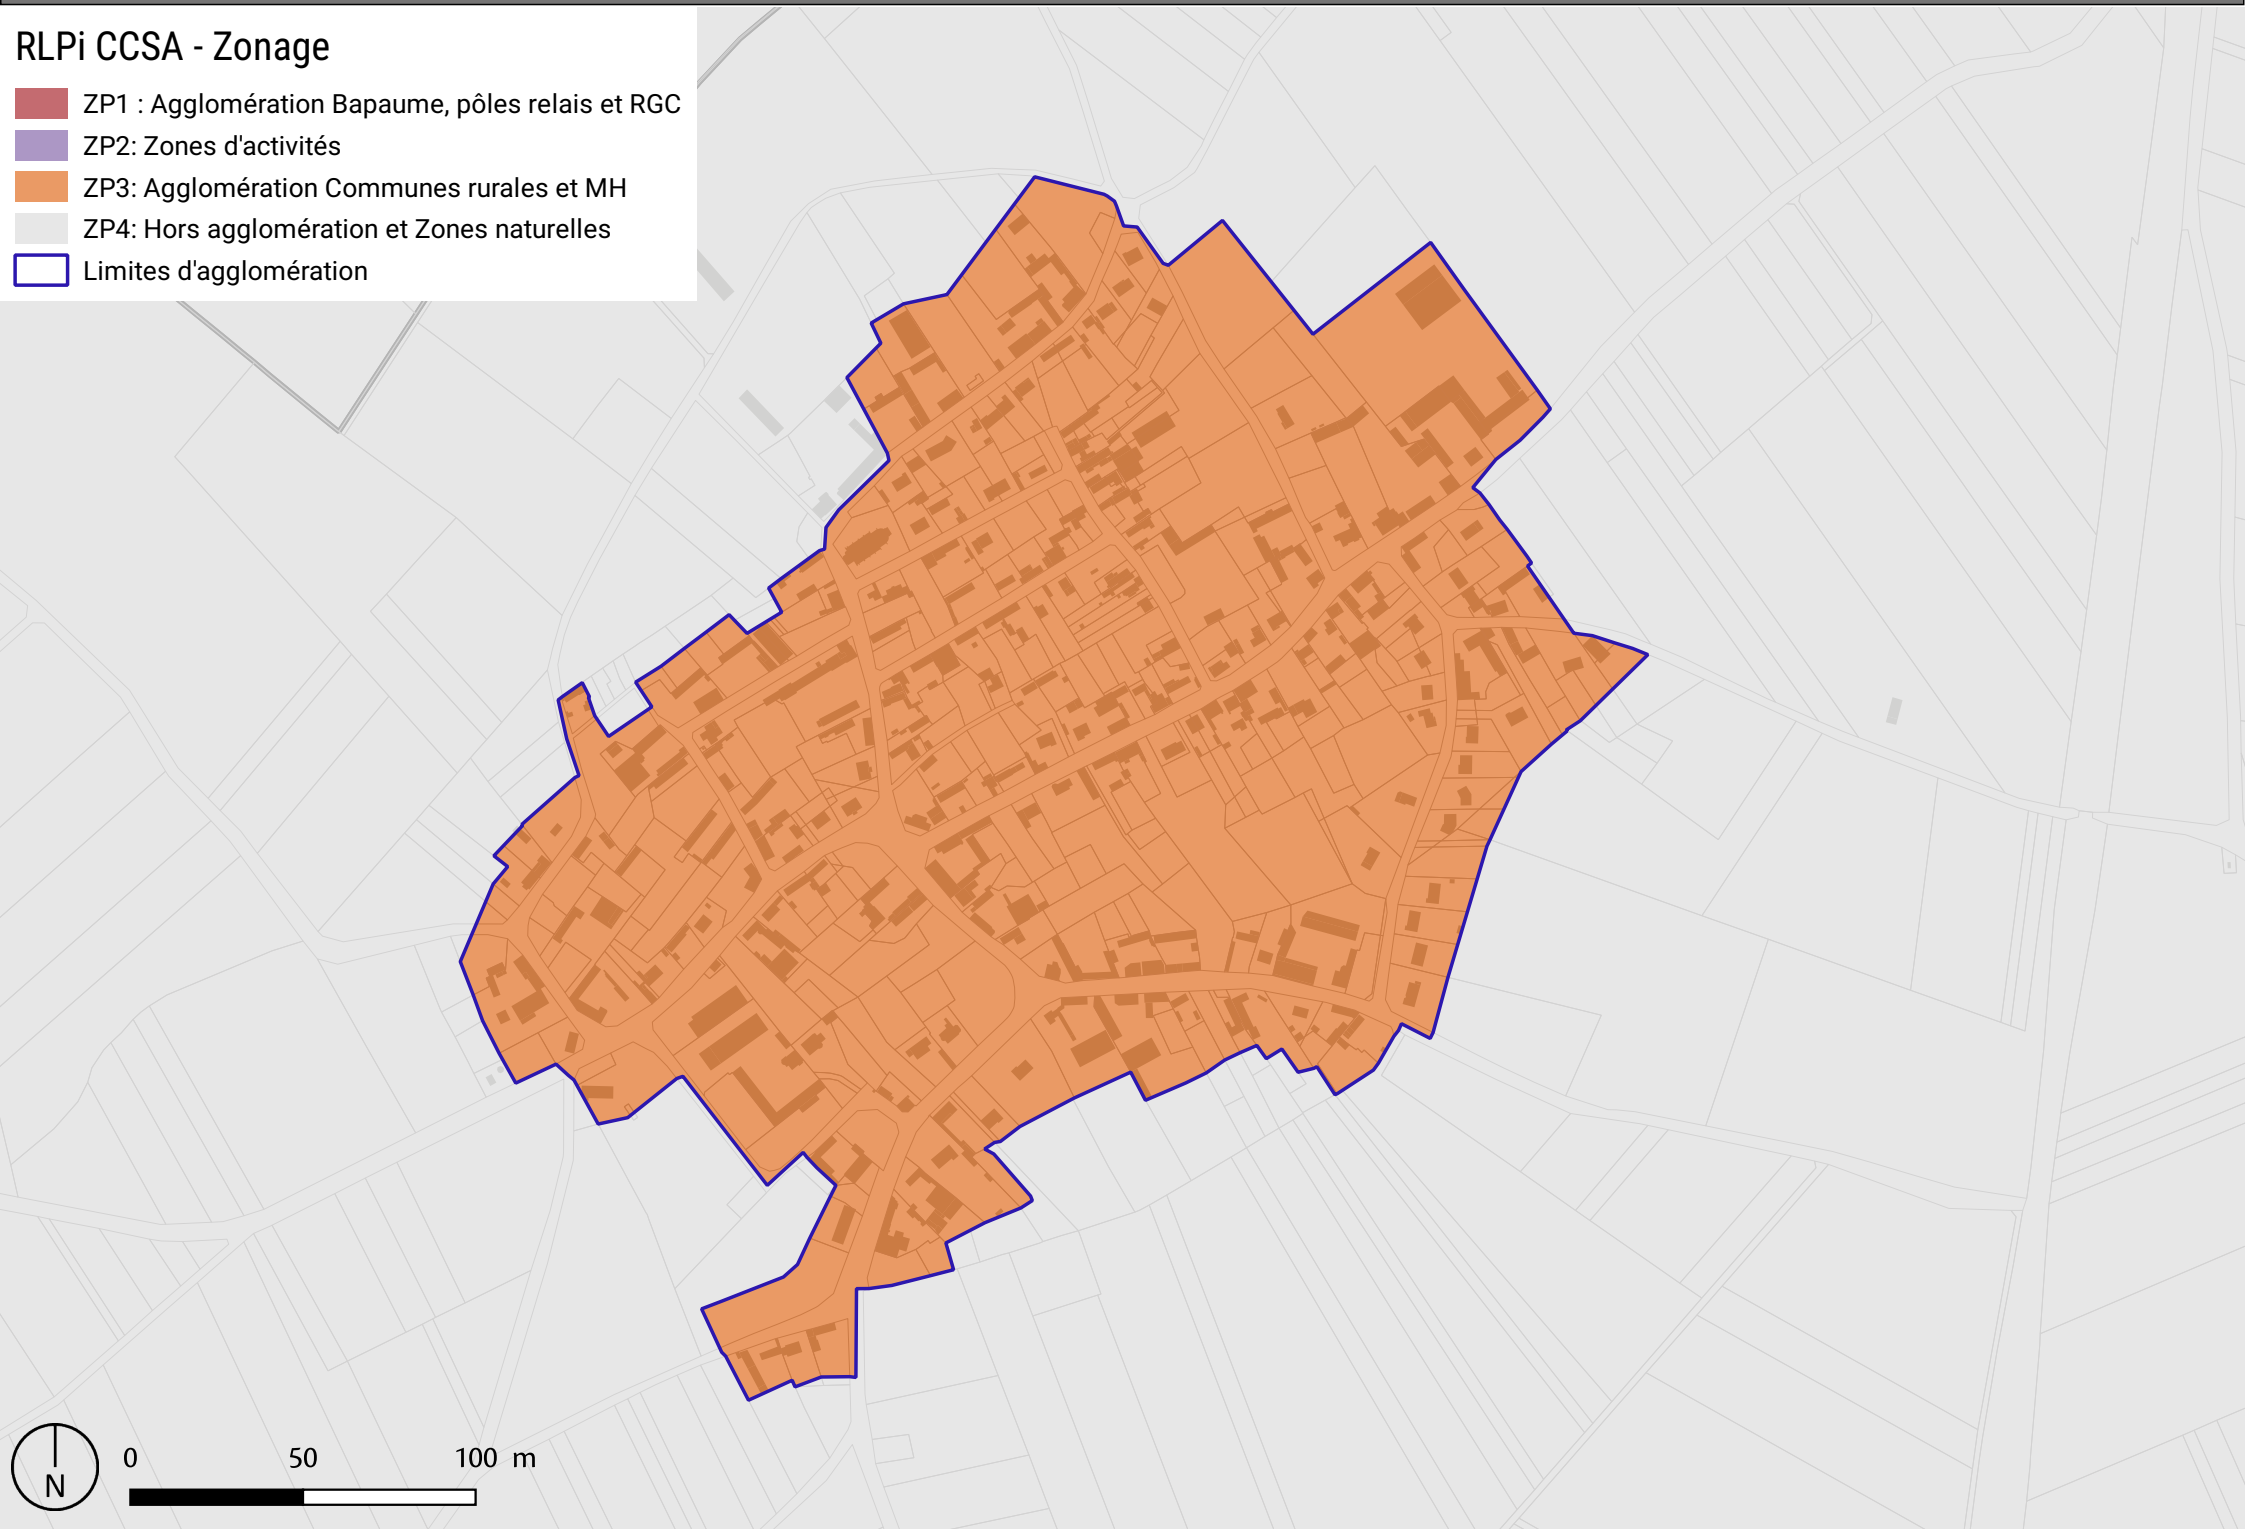 RLPi CCSA - Zonage
ZP1 : Agglomération Bapaume, pôles relais et RGC
ZP2: Zones d'activités
ZP3: Agglomération Communes rurales et MH
ZP4: Hors agglomération et Zones naturelles
Limites d'agglomération
N
0 50 100 m